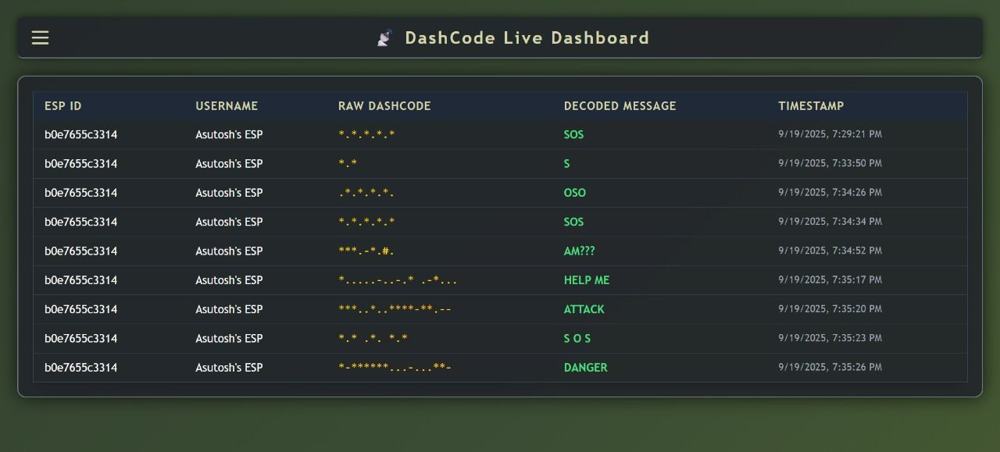 DashCode Live Dashboard
ESP ID USERNAME RAW DASHCODE DECODED MESSAGE TIMESTAMP
b0e7655c3314 Asutosh's ESP *.*.*.*.* SOS 9/19/2025, 7:29:21 PM
b0e7655c3314 Asutosh's ESP *.* S 9/19/2025, 7:33:50 PM
b0e7655c3314 Asutosh's ESP .*.*.*.*. OSO 9/19/2025, 7:34:26 PM
b0e7655c3314 Asutosh's ESP *.*.*.*.* SOS 9/19/2025, 7:34:34 PM
b0e7655c3314 Asutosh's ESP ***.-*.#. AM??? 9/19/2025, 7:34:52 PM
b0e7655c3314 Asutosh's ESP *.....-..-.* .-*... HELP ME 9/19/2025, 7:35:17 PM
b0e7655c3314 Asutosh's ESP ***..*..****-**.-- ATTACK 9/19/2025, 7:35:20 PM
b0e7655c3314 Asutosh's ESP *.* .*. *.* S O S 9/19/2025, 7:35:23 PM
b0e7655c3314 Asutosh's ESP *-******...-...**- DANGER 9/19/2025, 7:35:26 PM